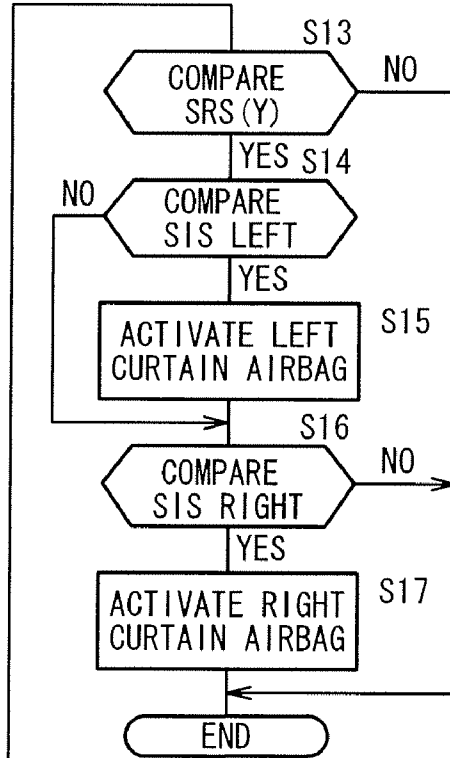 S13
COMPARE
SRS(Y)
NO
YES
S14
NO
COMPARE
SIS LEFT
YES
S15
ACTIVATE LEFT
CURTAIN AIRBAG
S16
COMPARE
SIS RIGHT
NO
YES
S17
ACTIVATE RIGHT
CURTAIN AIRBAG
END